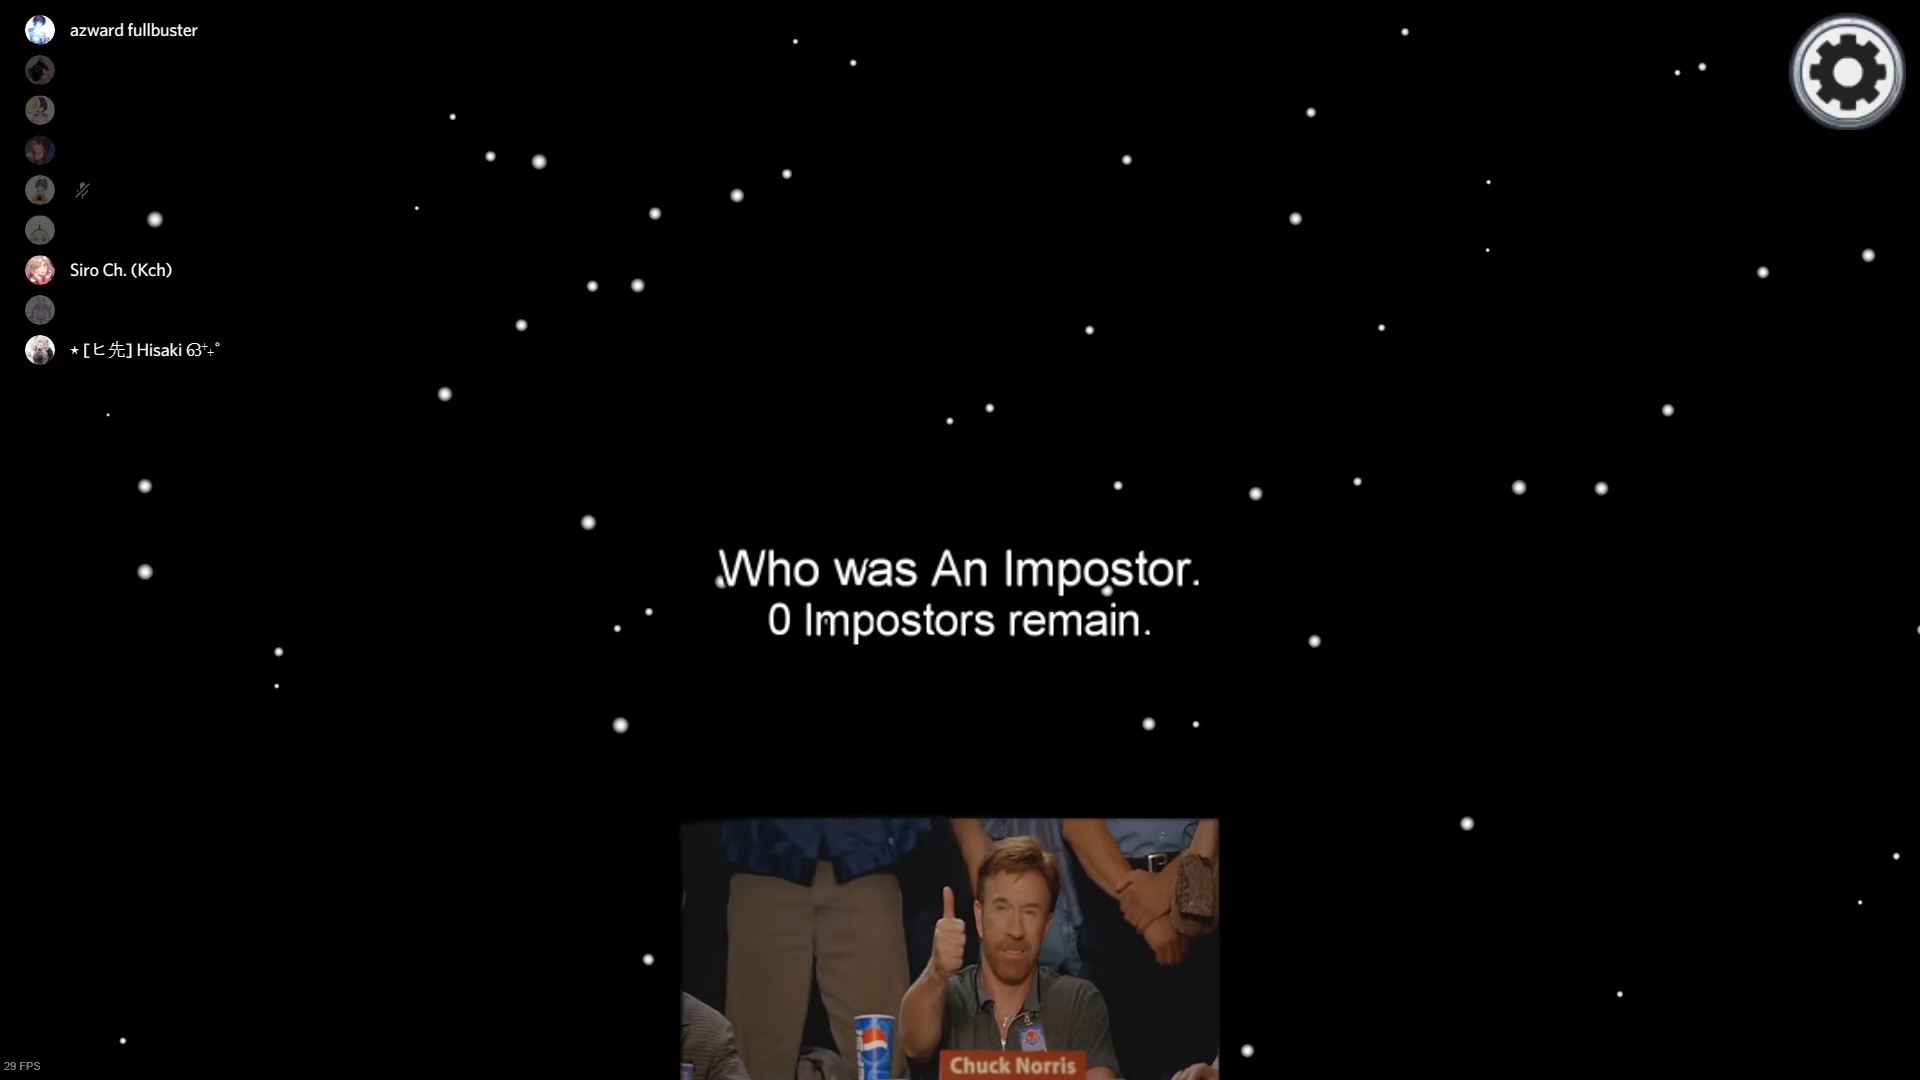 azward fullbuster
Siro Ch. (Kch)
⋆ [ヒ先] Hisaki
Who was An Impostor.
0 Impostors remain.
Chuck Norris
29 FPS